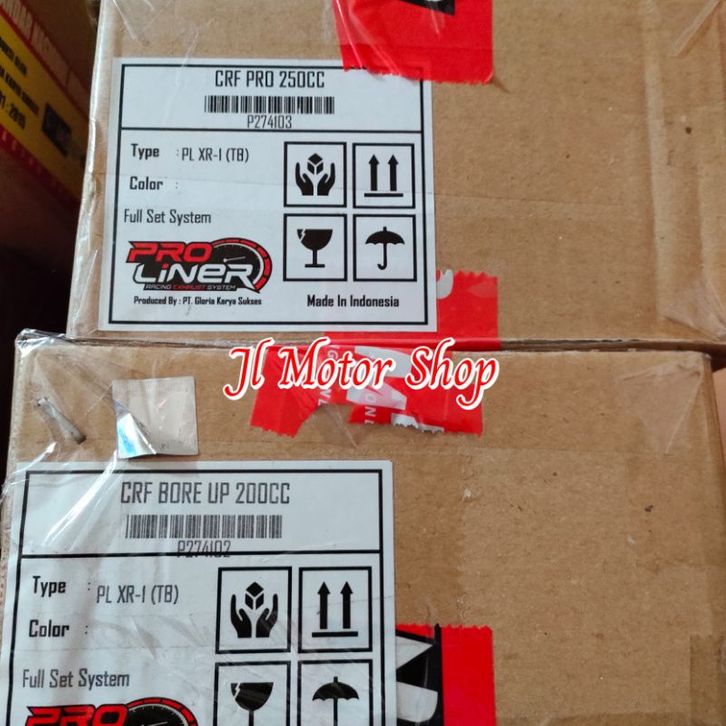 CRF PRO 250CC
P274103
Type : PL XR-1 (TB)
Color :
Full Set System
PRO
LiNER
RACING EXHAUST SYSTEM
Produced By : PT. Gloria Karya Sukses
Made In Indonesia
Jl Motor Shop
CRF BORE UP 200CC
P274102
Type : PL XR-1 (TB)
Color :
Full Set System
PRO